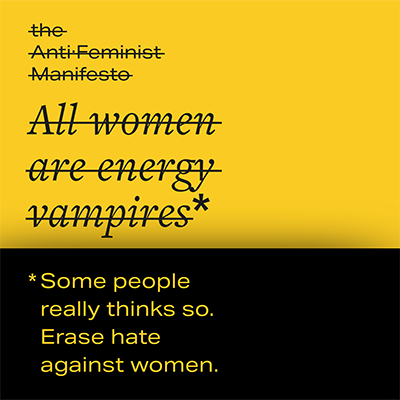 the
Anti·Feminist
Manifesto
All women
are energy
vampires*
*Some people
really thinks so.
Erase hate
against women.